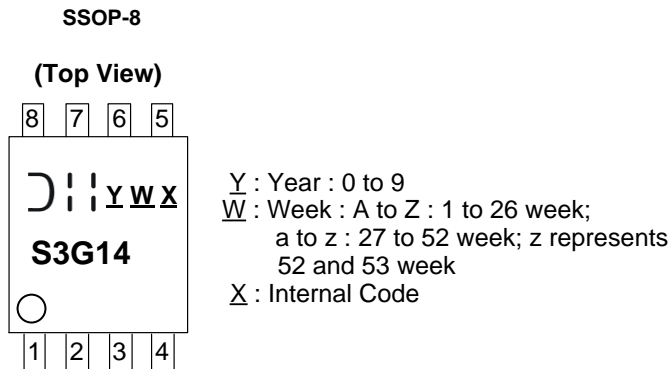 SSOP-8
(Top View)
8 7 6 5
Y W X
S3G14
1 2 3 4
Y : Year : 0 to 9
W : Week : A to Z : 1 to 26 week;
a to z : 27 to 52 week; z represents
52 and 53 week
X : Internal Code